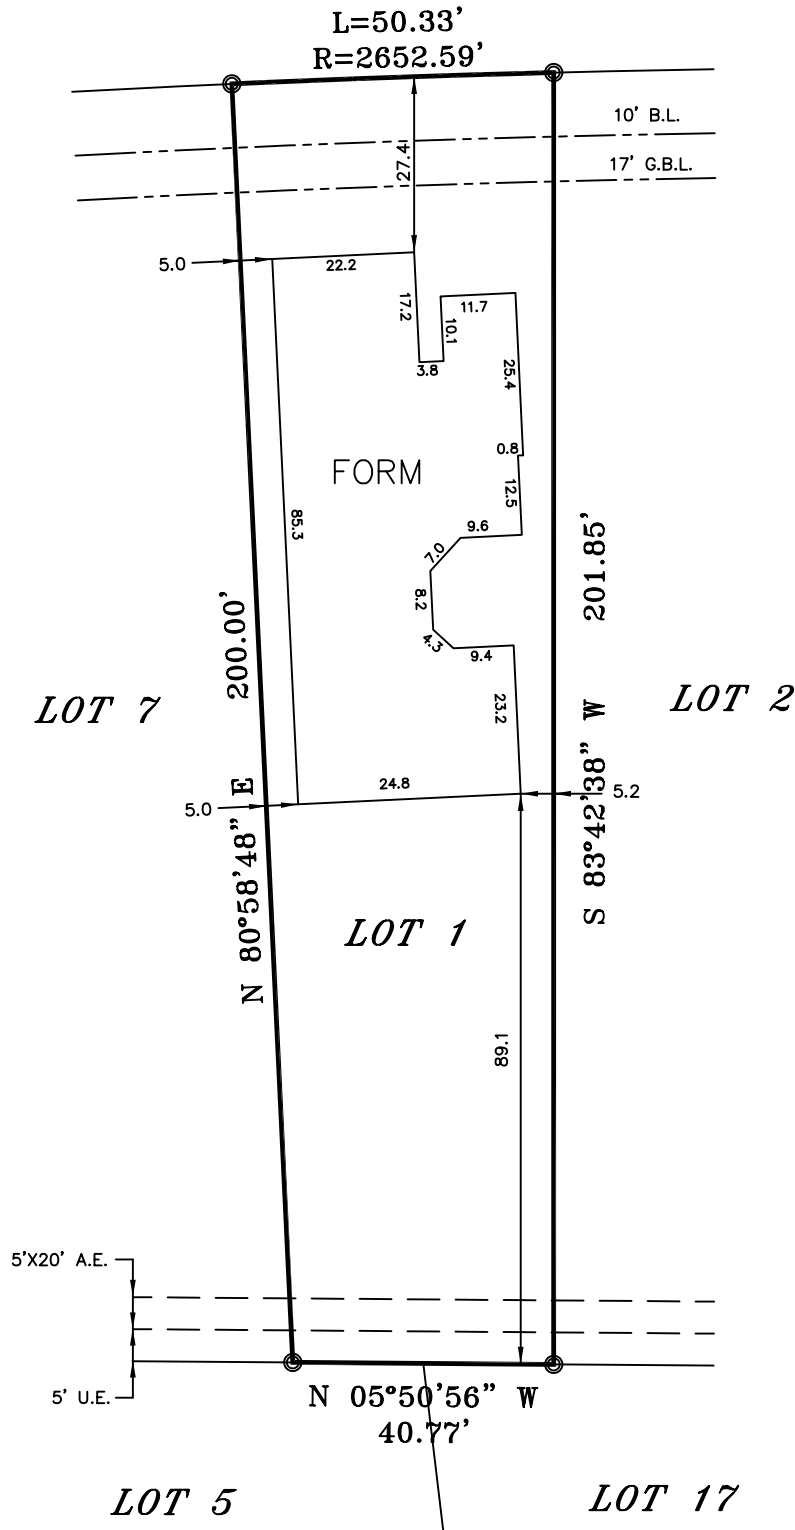 L=50.33'
R=2652.59'
10' B.L.
17' G.B.L.
27.4
5.0
22.2
17.2
11.7
10.1
3.8
25.4
0.8
FORM
12.5
85.3
9.6
7.0
8.2
4.3
9.4
23.2
N 80°58'48" E 200.00'
S 83°42'38" W 201.85'
LOT 7
LOT 2
24.8
5.0
5.2
LOT 1
89.1
5'X20' A.E.
5' U.E.
N 05°50'56" W
40.77'
LOT 5
LOT 17